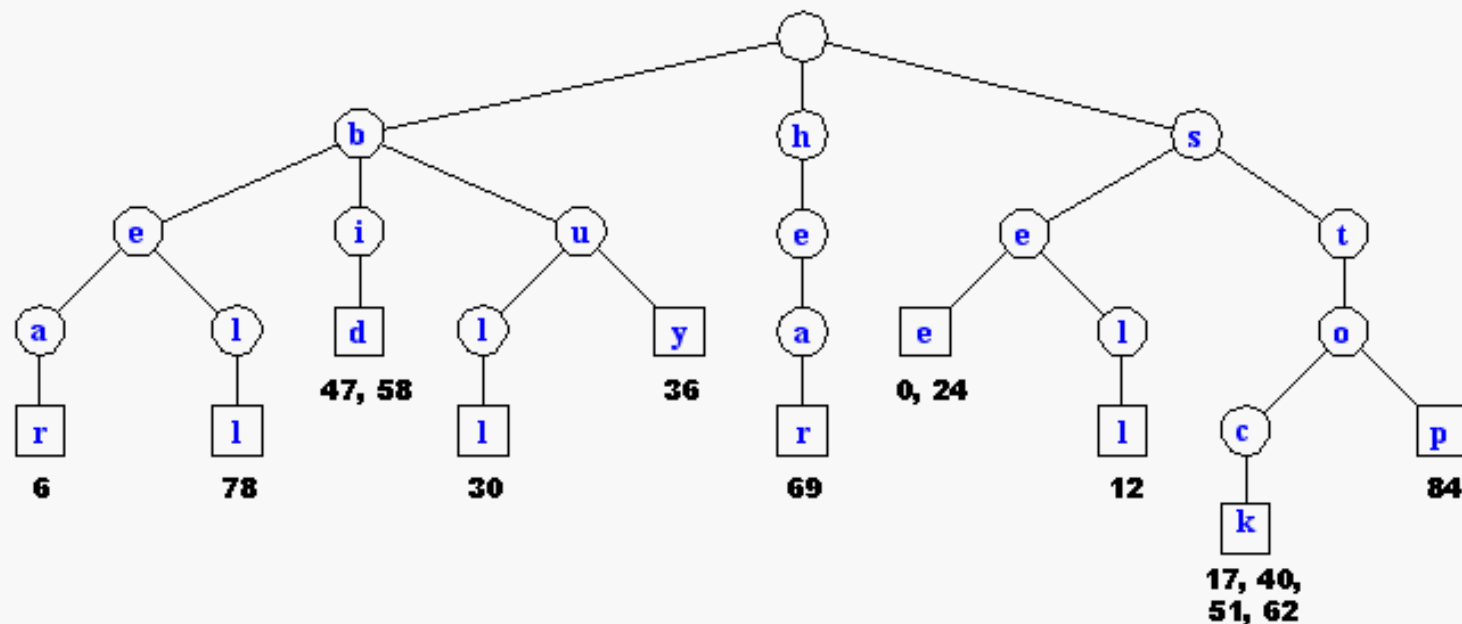 b h s
e i u e e t
a l d l y a e l o
47, 58 36 0, 24
r l l r l c p
6 78 30 69 12 84
k
17, 40,
51, 62